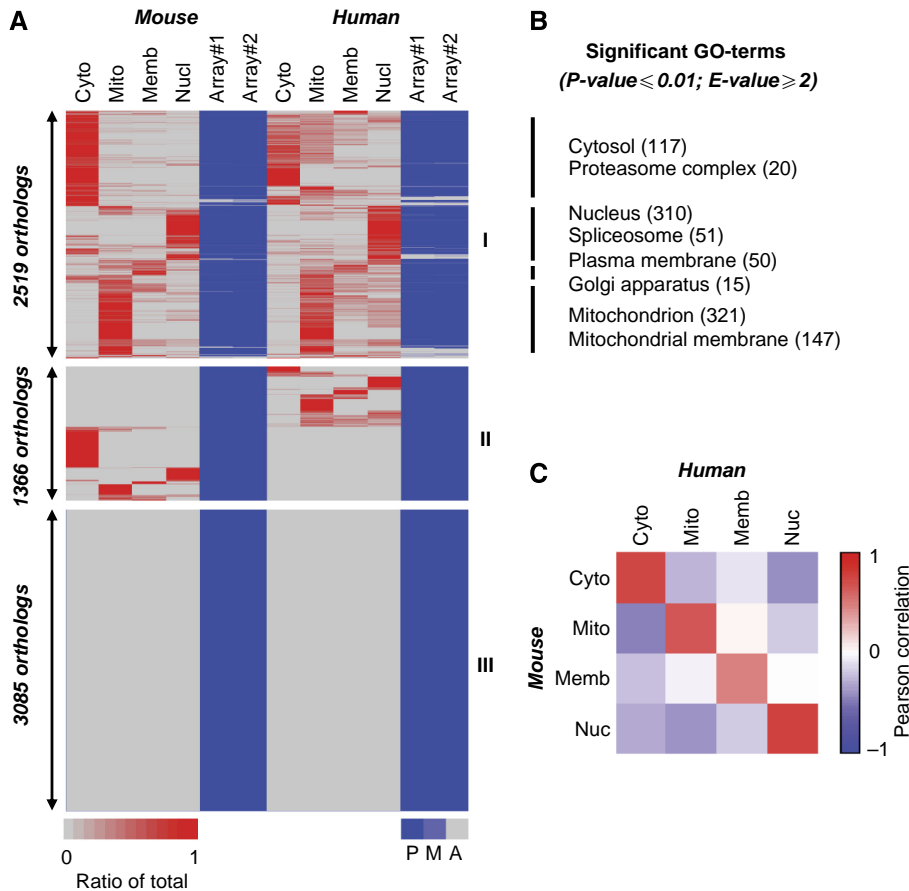 A
Mouse
Human
Cyto
Mito
Memb
Nucl
Array#1
Array#2
Cyto
Mito
Memb
Nucl
Array#1
Array#2
2519 orthologs
I
1366 orthologs
II
3085 orthologs
III
0 1
Ratio of total
P M A
B
Significant GO-terms
(P-value⩽0.01; E-value⩾2)
Cytosol (117)
Proteasome complex (20)
Nucleus (310)
Spliceosome (51)
Plasma membrane (50)
Golgi apparatus (15)
Mitochondrion (321)
Mitochondrial membrane (147)
C
Human
Cyto
Mito
Memb
Nuc
Mouse
Cyto
Mito
Memb
Nuc
1
0
–1
Pearson correlation